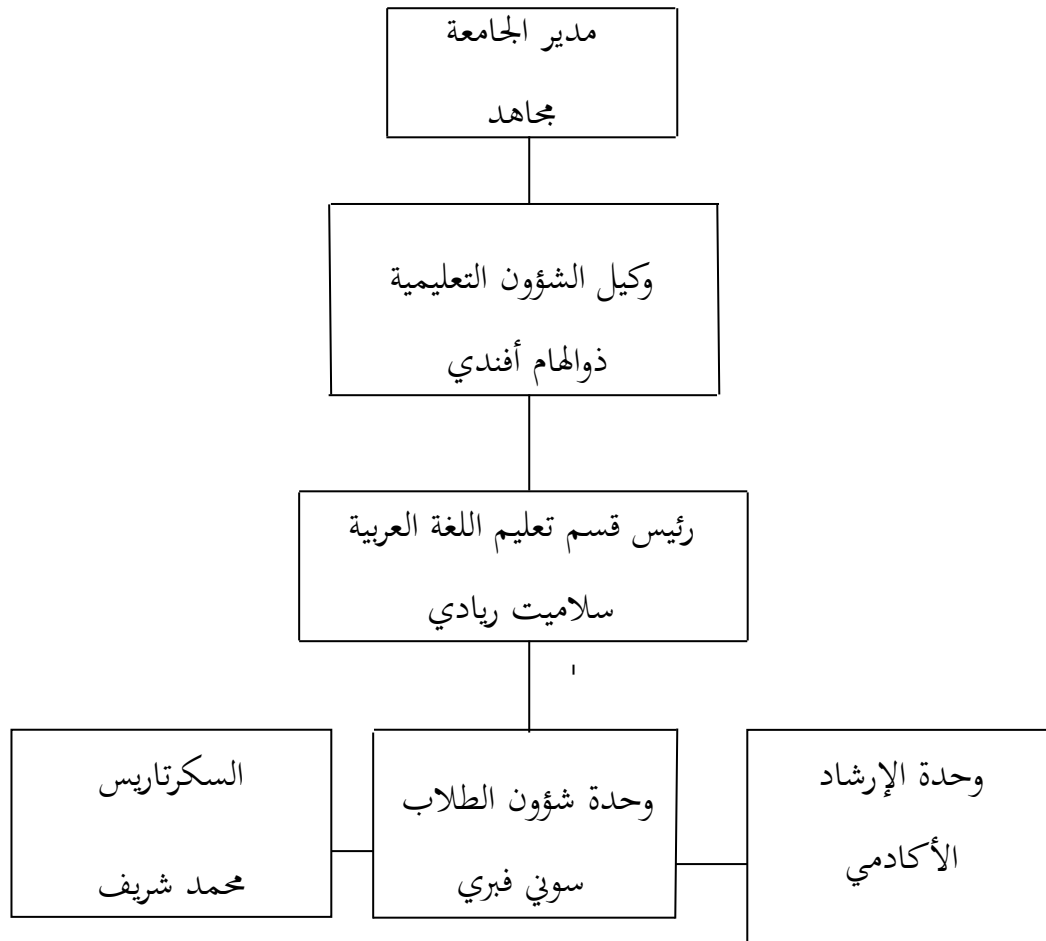 مدير الجامعة
مجاهد
وكيل الشؤون التعليمية
ذوالهام أفندي
رئيس قسم تعليم اللغة العربية
سلاميت ريادي
وحدة الإرشاد
الأكادمي
وحدة شؤون الطلاب
سوني فبري
السكرتاريس
محمد شريف